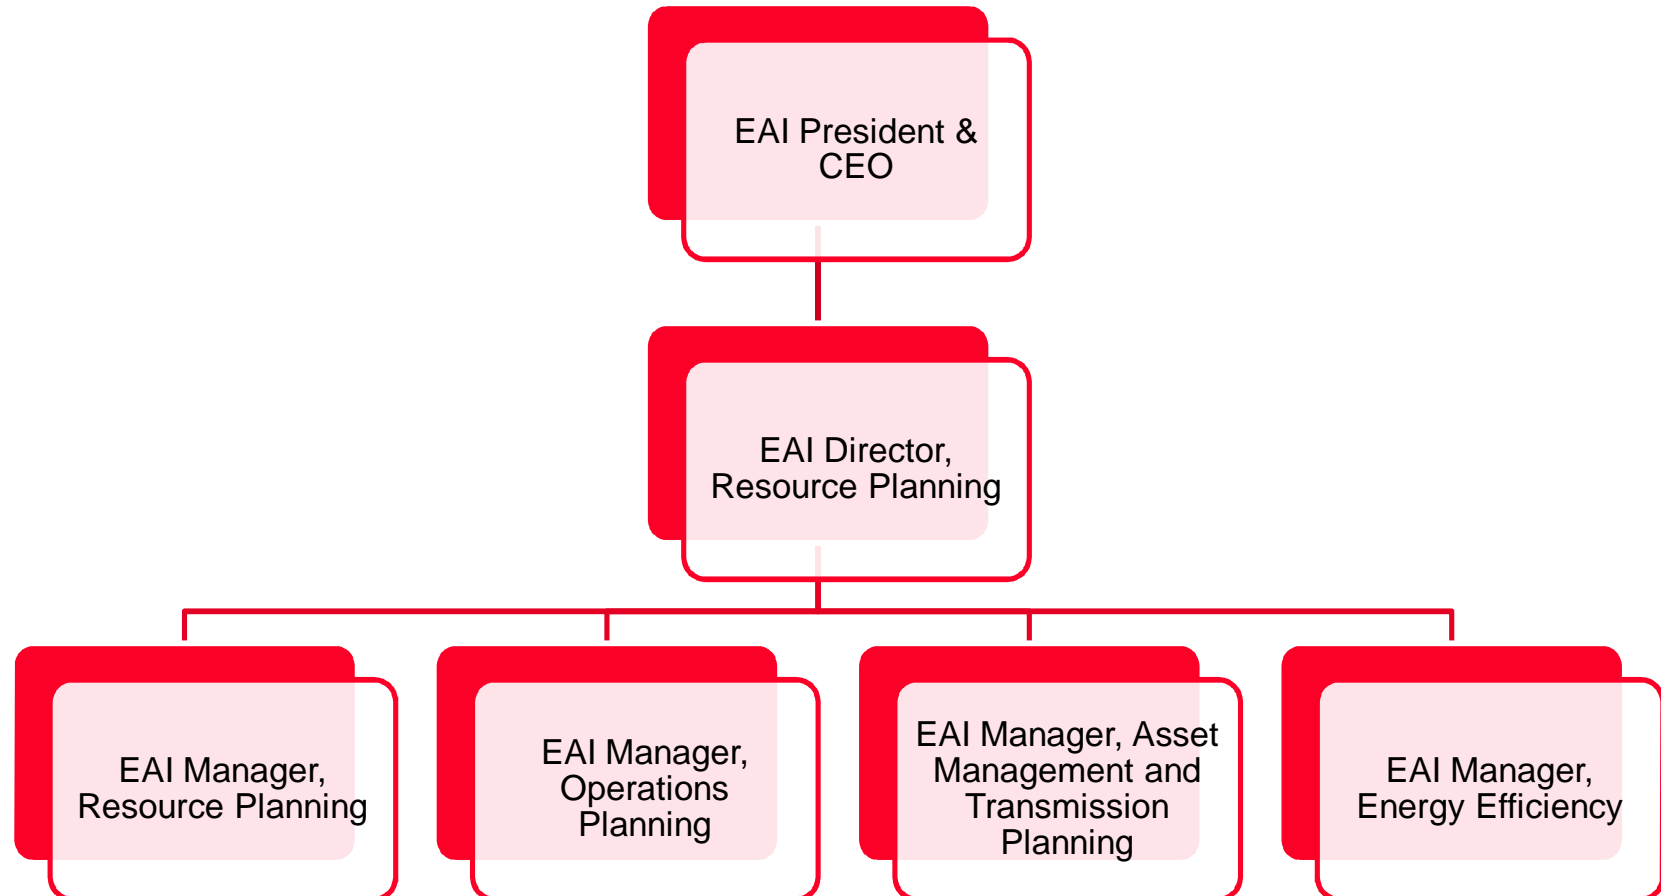 EAI President &
CEO
EAI Director,
Resource Planning
EAI Manager,
Resource Planning
EAI Manager,
Operations
Planning
EAI Manager, Asset
Management and
Transmission
Planning
EAI Manager,
Energy Efficiency